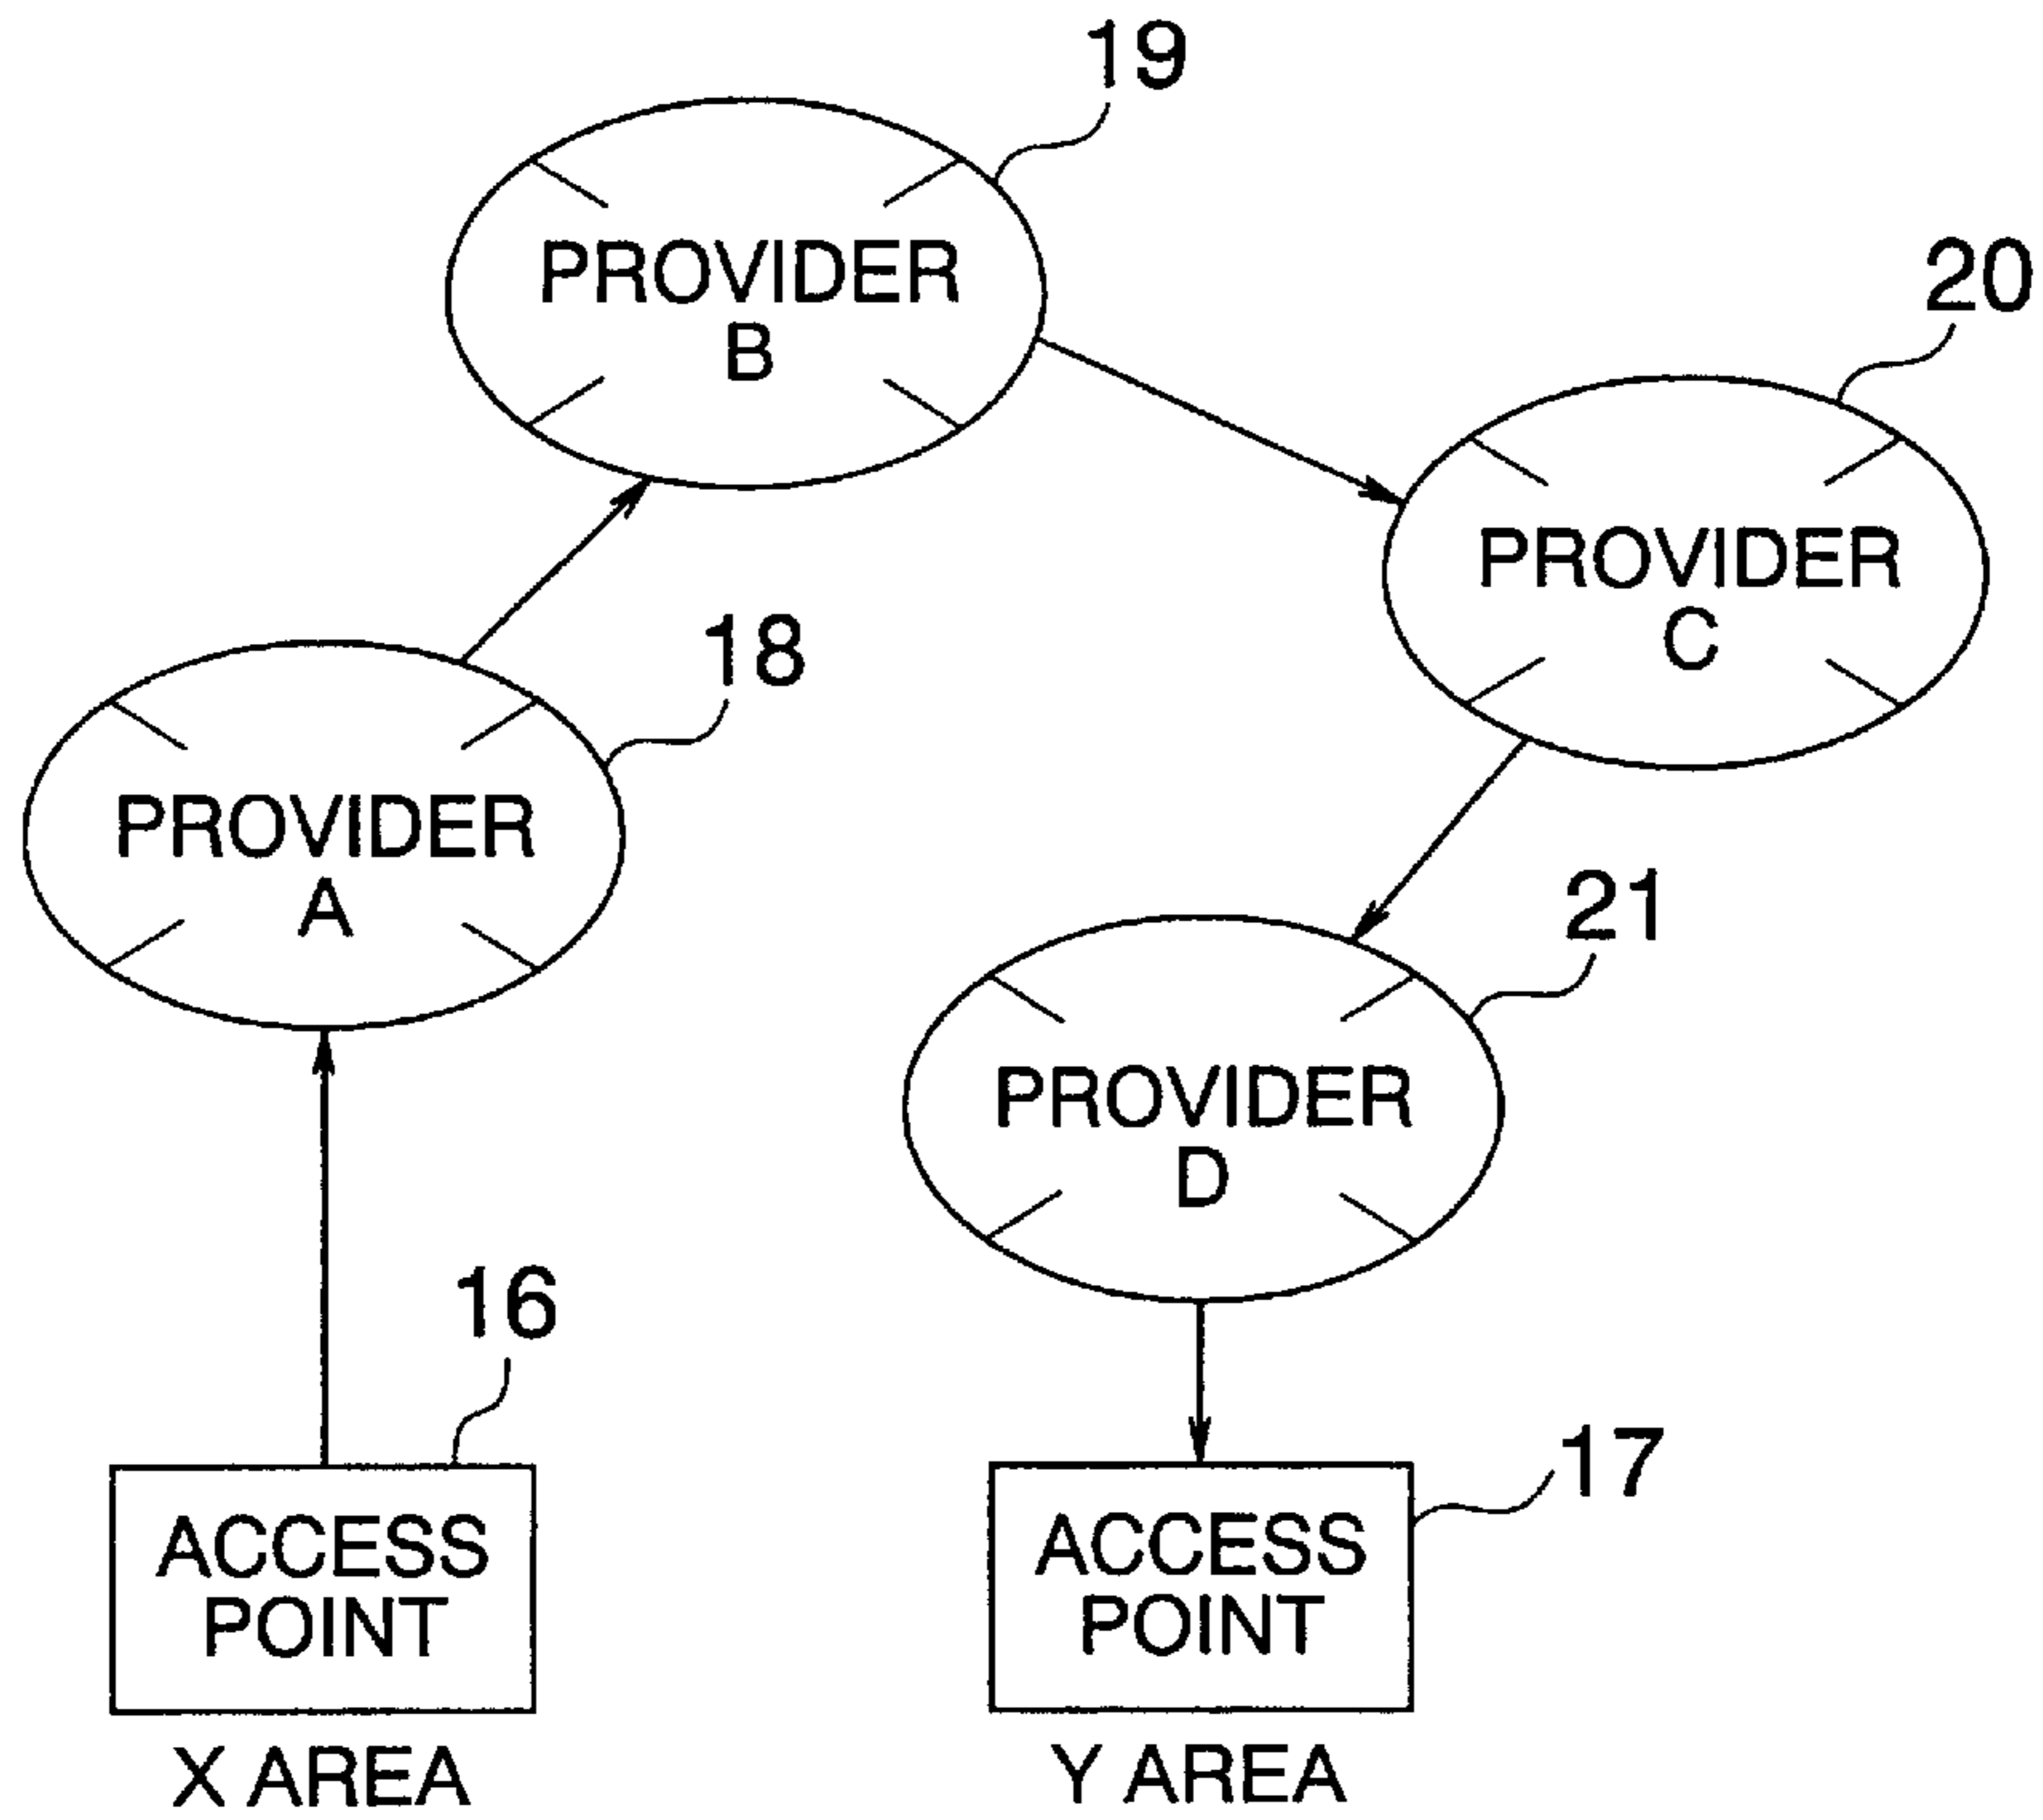 19
PROVIDER
B
20
PROVIDER
C
18
PROVIDER
A
21
PROVIDER
D
16
ACCESS
POINT
X AREA
17
ACCESS
POINT
Y AREA